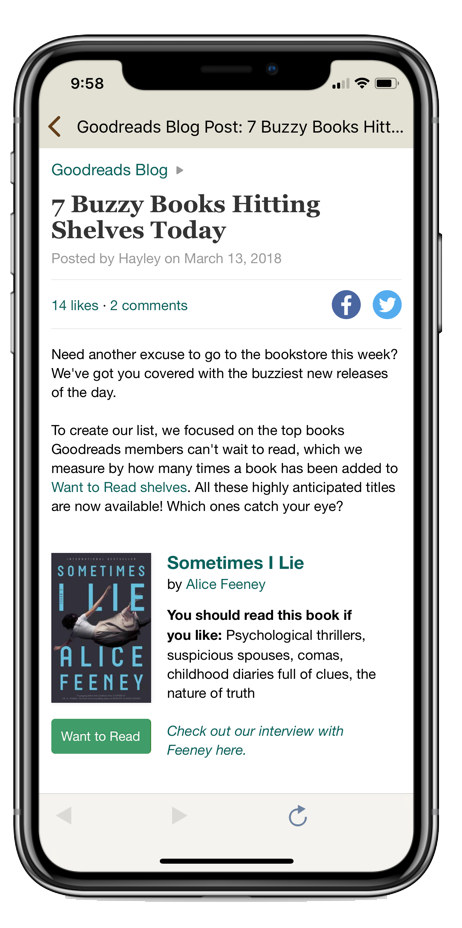 9:58
Goodreads Blog Post: 7 Buzzy Books Hitt...
Goodreads Blog
7 Buzzy Books Hitting
Shelves Today
Posted by Hayley on March 13, 2018
14 likes · 2 comments
Need another excuse to go to the bookstore this week?
We've got you covered with the buzziest new releases
of the day.
To create our list, we focused on the top books
Goodreads members can't wait to read, which we
measure by how many times a book has been added to
Want to Read shelves. All these highly anticipated titles
are now available! Which ones catch your eye?
INTERNATIONAL BESTSELLER
SOMETIMES
I LIE
ALICE
FEENEY
Sometimes I Lie
by Alice Feeney
You should read this book if
you like: Psychological thrillers,
suspicious spouses, comas,
childhood diaries full of clues, the
nature of truth
Want to Read
Check out our interview with
Feeney here.